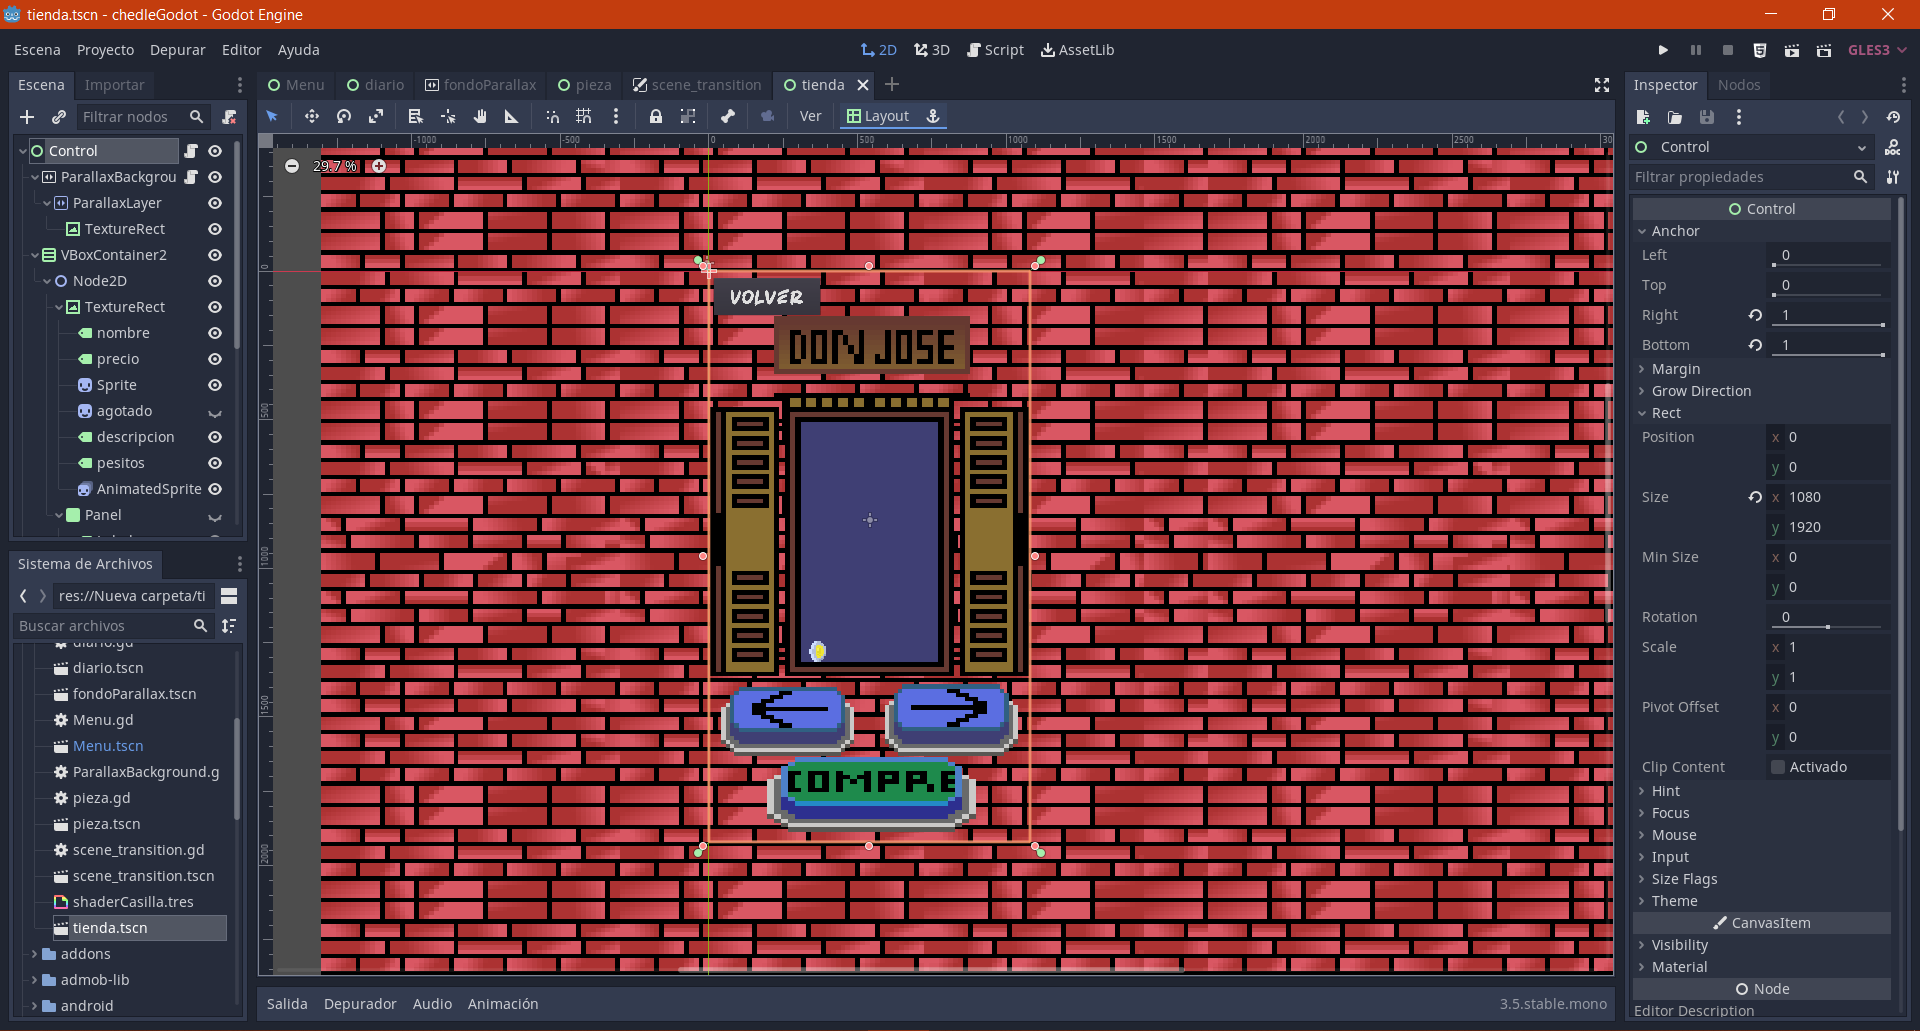 tienda.tscn - chedleGodot - Godot Engine
Escena Proyecto Depurar Editor Ayuda
2D 3D Script AssetLib
GLES3
Escena Importar
Menu diario fondoParallax pieza scene_transition tienda
Inspector Nodos
Filtrar nodos
Ver Layout
Control
ParallaxBackgrou
ParallaxLayer
TextureRect
VBoxContainer2
Node2D
TextureRect
nombre
precio
Sprite
agotado
descripcion
pesitos
AnimatedSprite
Panel
Sistema de Archivos
res://Nueva carpeta/ti
Buscar archivos
diario.gd
diario.tscn
fondoParallax.tscn
Menu.gd
Menu.tscn
ParallaxBackground.g
pieza.gd
pieza.tscn
scene_transition.gd
scene_transition.tscn
shaderCasilla.tres
tienda.tscn
addons
admob-lib
android
-1000 -500 0 500 1000 1500 2000 2500 30
29.7 %
0
500
1000
1500
2000
VOLVER
DON JOSE
Salida Depurador Audio Animación
3.5.stable.mono
Control
Filtrar propiedades
Control
Anchor
Left 0
Top 0
Right 1
Bottom 1
Margin
Grow Direction
Rect
Position x 0
y 0
Size x 1080
y 1920
Min Size x 0
y 0
Rotation 0
Scale x 1
y 1
Pivot Offset x 0
y 0
Clip Content Activado
Hint
Focus
Mouse
Input
Size Flags
Theme
CanvasItem
Visibility
Material
Node
Editor Description